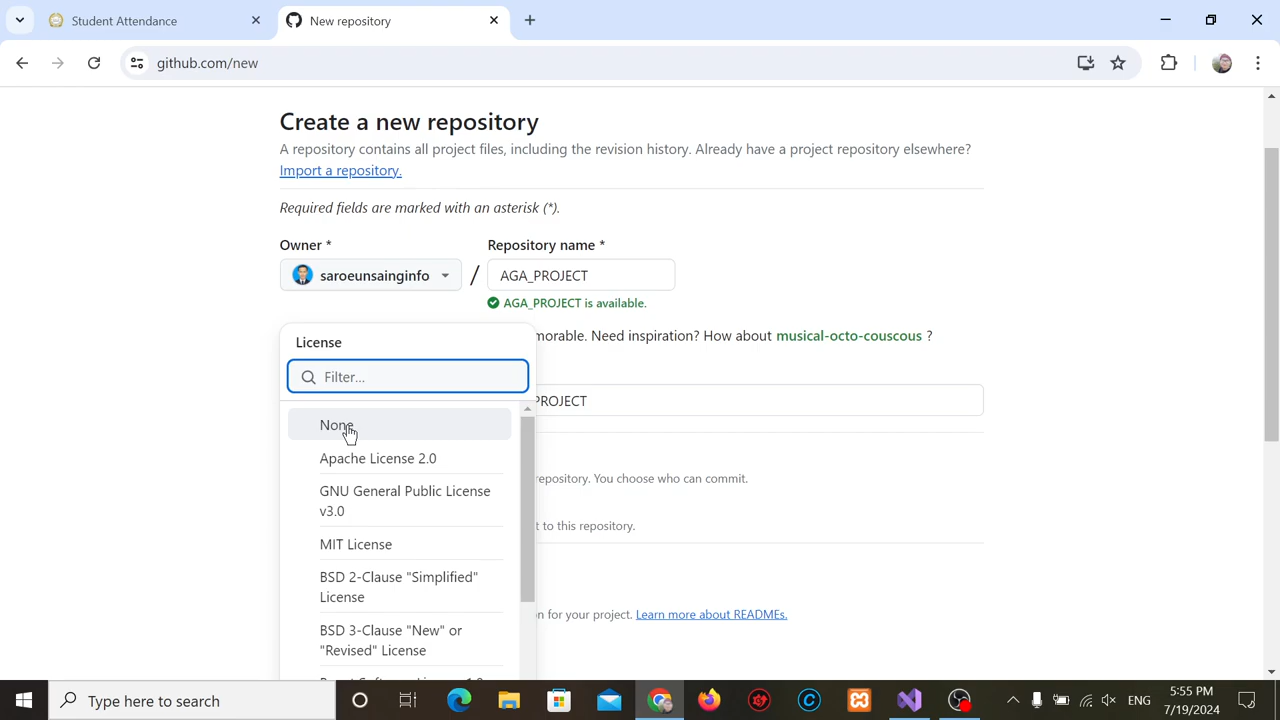 Student Attendance
New repository
github.com/new
Create a new repository
A repository contains all project files, including the revision history. Already have a project repository elsewhere?
Import a repository.
Required fields are marked with an asterisk (*).
Owner *
Repository name *
saroeunsainginfo
/
AGA_PROJECT
AGA_PROJECT is available.
morable. Need inspiration? How about musical-octo-couscous ?
License
Filter...
PROJECT
None
Apache License 2.0
repository. You choose who can commit.
GNU General Public License
v3.0
t to this repository.
MIT License
BSD 2-Clause "Simplified"
License
n for your project. Learn more about READMEs.
BSD 3-Clause "New" or
"Revised" License
Type here to search
ENG
5:55 PM
7/19/2024